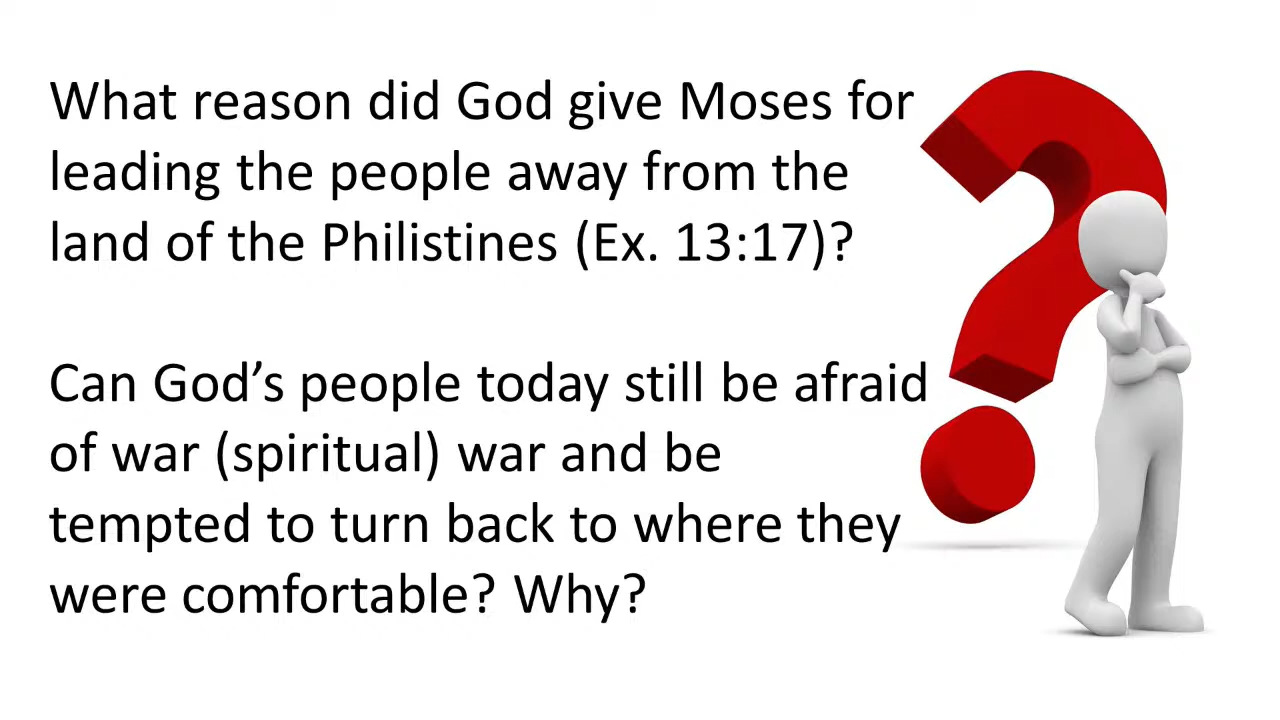 What reason did God give Moses for
leading the people away from the
land of the Philistines (Ex. 13:17)?
Can God’s people today still be afraid
of war (spiritual) war and be
tempted to turn back to where they
were comfortable? Why?